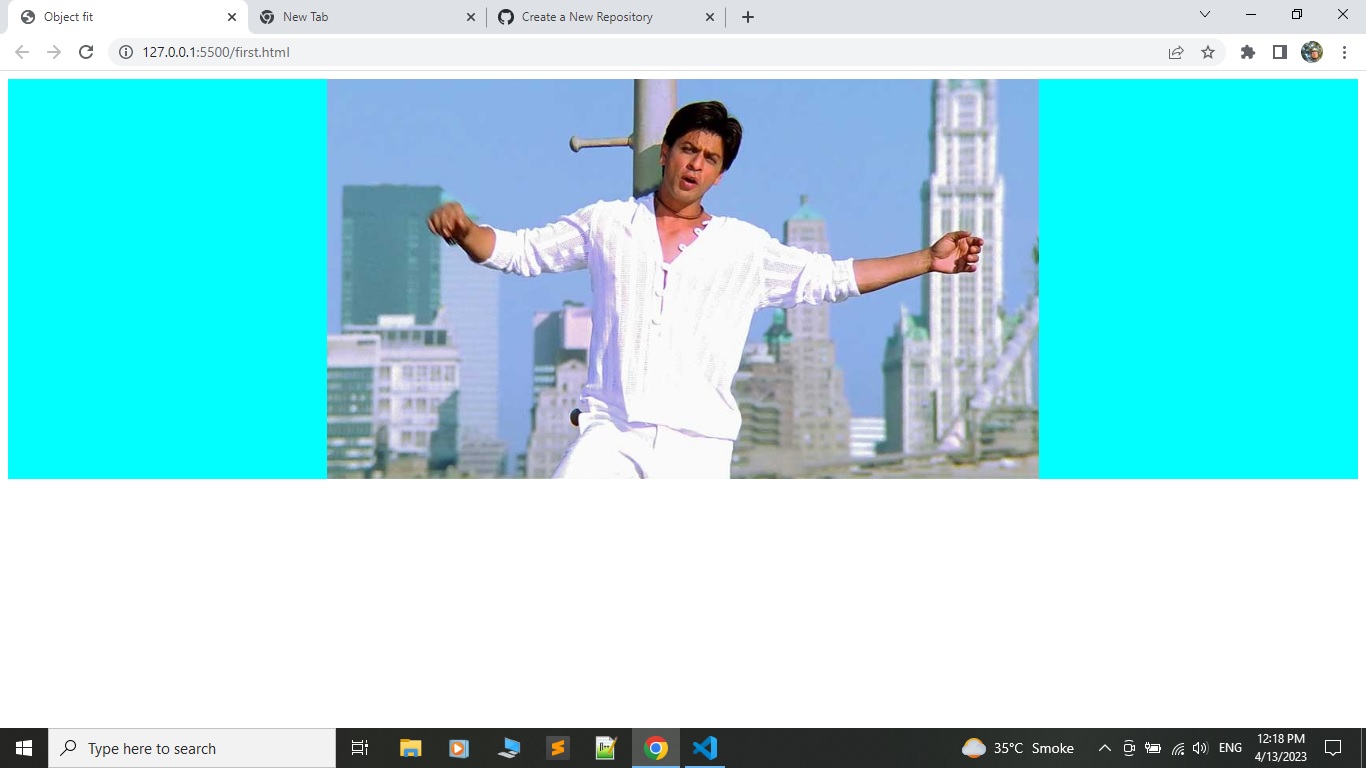 Object fit
New Tab
Create a New Repository
127.0.0.1:5500/first.html
Type here to search
35°C Smoke
ENG
12:18 PM
4/13/2023